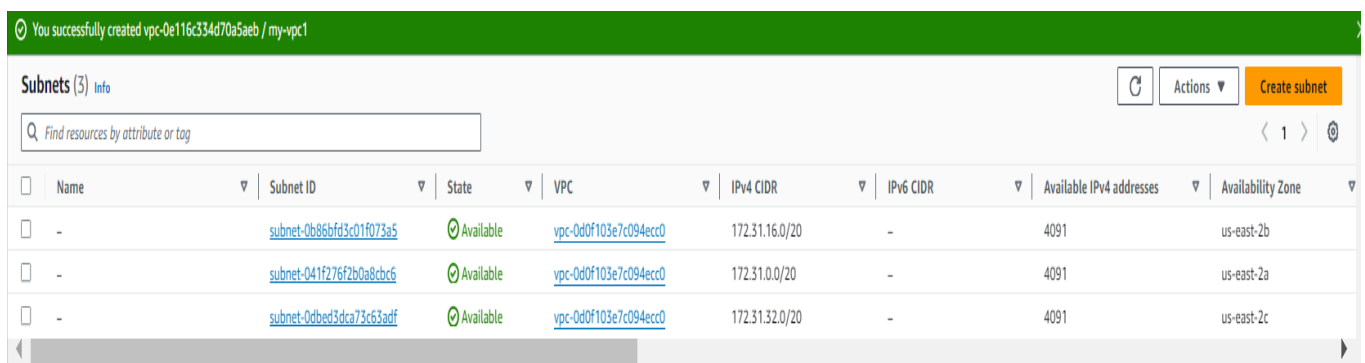 You successfully created vpc-0e116c334d70a5aeb / my-vpc1
Subnets (3) Info
Actions
Create subnet
Find resources by attribute or tag
1
Name Subnet ID State VPC IPv4 CIDR IPv6 CIDR Available IPv4 addresses Availability Zone
– subnet-0b86bfd3c01f073a5 Available vpc-0d0f103e7c094ecc0 172.31.16.0/20 – 4091 us-east-2b
– subnet-041f276f2b0a8cbc6 Available vpc-0d0f103e7c094ecc0 172.31.0.0/20 – 4091 us-east-2a
– subnet-0dbed3dca73c63adf Available vpc-0d0f103e7c094ecc0 172.31.32.0/20 – 4091 us-east-2c